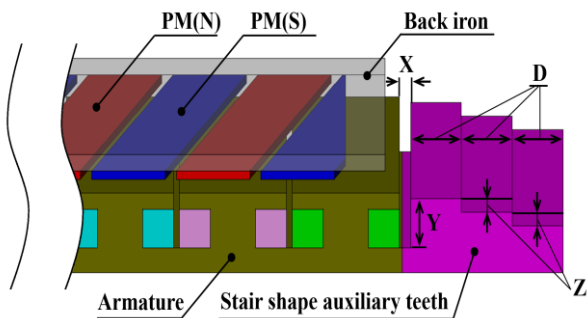 PM(N)
PM(S)
Back iron
X
D
Y
Z
Armature
Stair shape auxiliary teeth